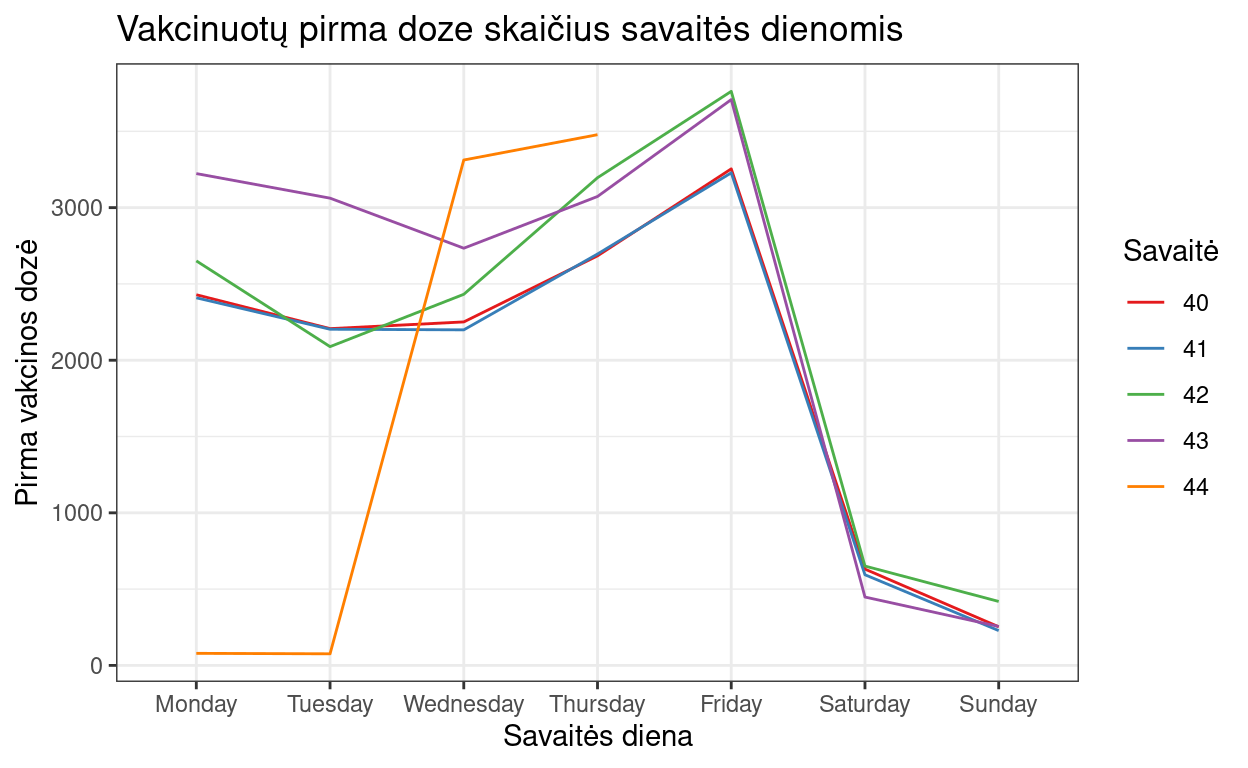 Vakcinuotų pirma doze skaičius savaitės dienomis
Pirma vakcinos dozė
3000
2000
1000
0
Monday Tuesday Wednesday Thursday Friday Saturday Sunday
Savaitės diena
Savaitė
40
41
42
43
44